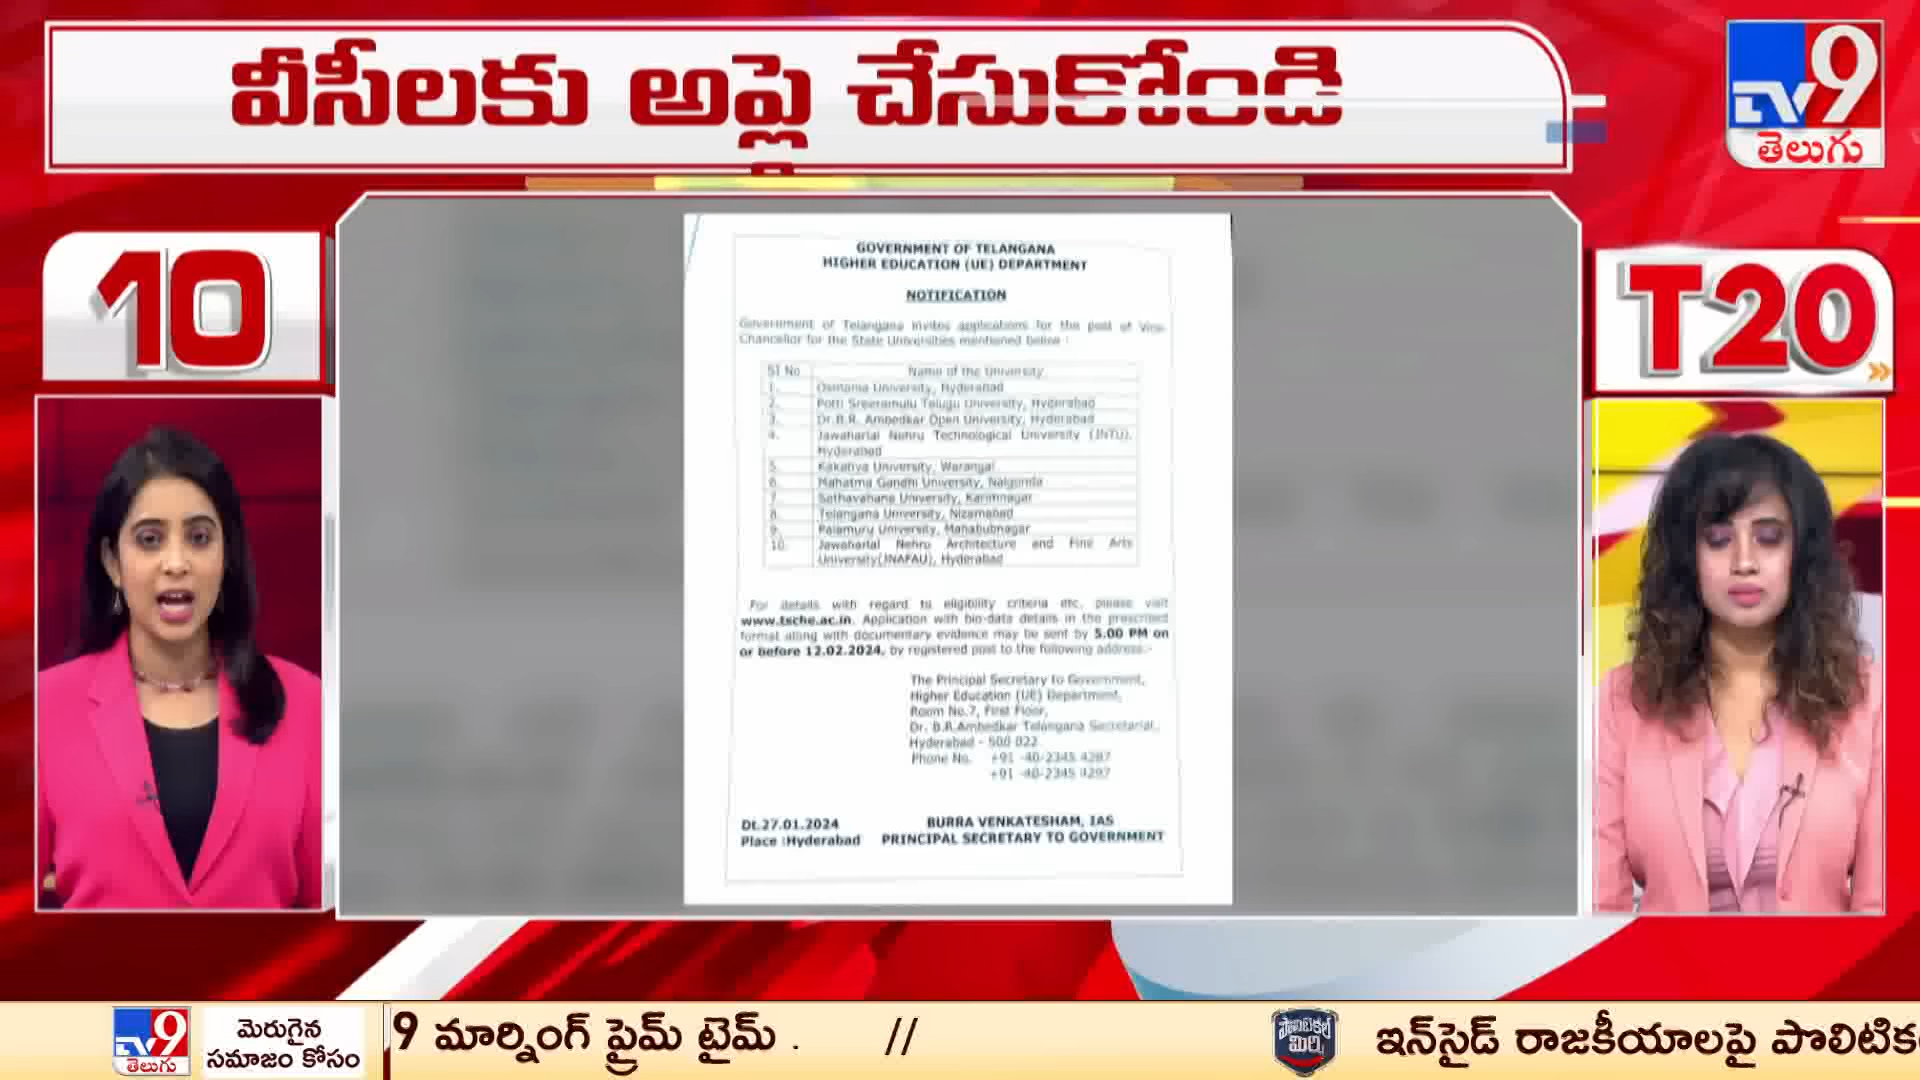 వీసీలకు అప్లై చేసుకోండి
TV9
తెలుగు
10
T20
GOVERNMENT OF TELANGANA
HIGHER EDUCATION (UE) DEPARTMENT
NOTIFICATION
Government of Telangana invites applications for the post of Vice-
Chancellor for the State Universities mentioned below :
Sl No Name of the University
1. Osmania University, Hyderabad
2. Potti Sreeramulu Telugu University, Hyderabad
3. Dr.B.R. Ambedkar Open University, Hyderabad
4. Jawaharlal Nehru Technological University (JNTU),
Hyderabad
5. Kakatiya University, Warangal
6. Mahatma Gandhi University, Nalgonda
7. Sathavahana University, Karimnagar
8. Telangana University, Nizamabad
9. Palamuru University, Mahabubnagar
10. Jawaharlal Nehru Architecture and Fine Arts
University(JNAFAU), Hyderabad
For details with regard to eligibility criteria etc, please visit
www.tsche.ac.in. Application with bio-data details in the prescribed
format along with documentary evidence may be sent by 5.00 PM on
or before 12.02.2024, by registered post to the following address:-
The Principal Secretary to Government,
Higher Education (UE) Department,
Room No.7, First Floor,
Dr. B.R.Ambedkar Telangana Secretariat,
Hyderabad - 500 022
Phone No. +91 -40-2345 4287
+91 -40-2345 4297
Dt.27.01.2024 BURRA VENKATESHAM, IAS
Place :Hyderabad PRINCIPAL SECRETARY TO GOVERNMENT
TV9
తెలుగు
మెరుగైన
సమాజం కోసం
9 మార్నింగ్ ప్రైమ్ టైమ్ . //
పొలిటికల్
మిర్చి
ఇన్‌సైడ్ రాజకీయాలపై పొలిటిక